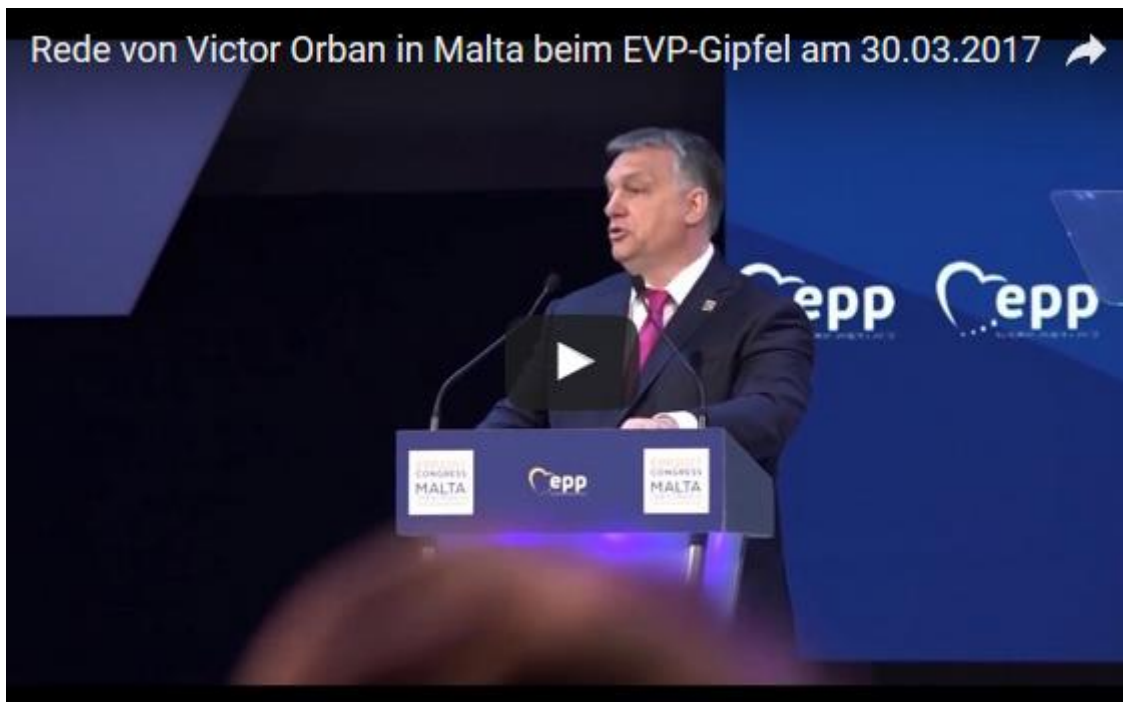 Rede von Victor Orban in Malta beim EVP-Gipfel am 30.03.2017
epp
epp
CONGRESS
MALTA
epp
CONGRESS
MALTA